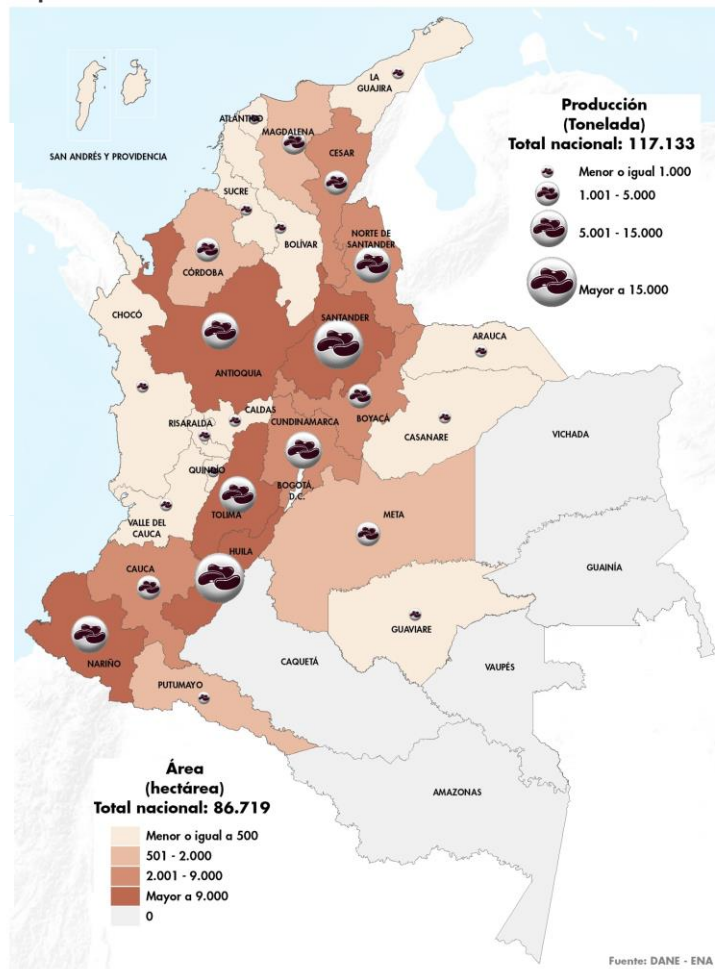 LA
GUAJIRA
ATLÁNTICO
MAGDALENA
CESAR
SAN ANDRÉS Y PROVIDENCIA
SUCRE
BOLÍVAR
NORTE DE
SANTANDER
CÓRDOBA
CHOCÓ
SANTANDER
ANTIOQUIA
ARAUCA
CALDAS
RISARALDA
CUNDINAMARCA
BOYACÁ
CASANARE
VICHADA
QUINDÍO
BOGOTÁ,
D.C.
TOLIMA
VALLE DEL
CAUCA
META
HUILA
CAUCA
GUAINÍA
GUAVIARE
NARIÑO
CAQUETÁ
VAUPÉS
PUTUMAYO
AMAZONAS
Producción
(Tonelada)
Total nacional: 117.133
Menor o igual 1.000
1.001 - 5.000
5.001 - 15.000
Mayor a 15.000
Área
(hectárea)
Total nacional: 86.719
Menor o igual a 500
501 - 2.000
2.001 - 9.000
Mayor a 9.000
0
Fuente: DANE - ENA